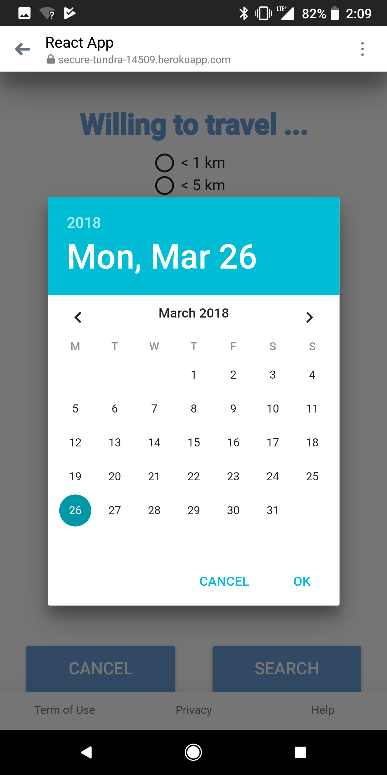 82% 2:09
React App
secure-tundra-14509.herokuapp.com
Willing to travel ...
< 1 km
< 5 km
2018
Mon, Mar 26
March 2018
M T W T F S S
1 2 3 4
5 6 7 8 9 10 11
12 13 14 15 16 17 18
19 20 21 22 23 24 25
26 27 28 29 30 31
CANCEL OK
CANCEL SEARCH
Term of Use Privacy Help